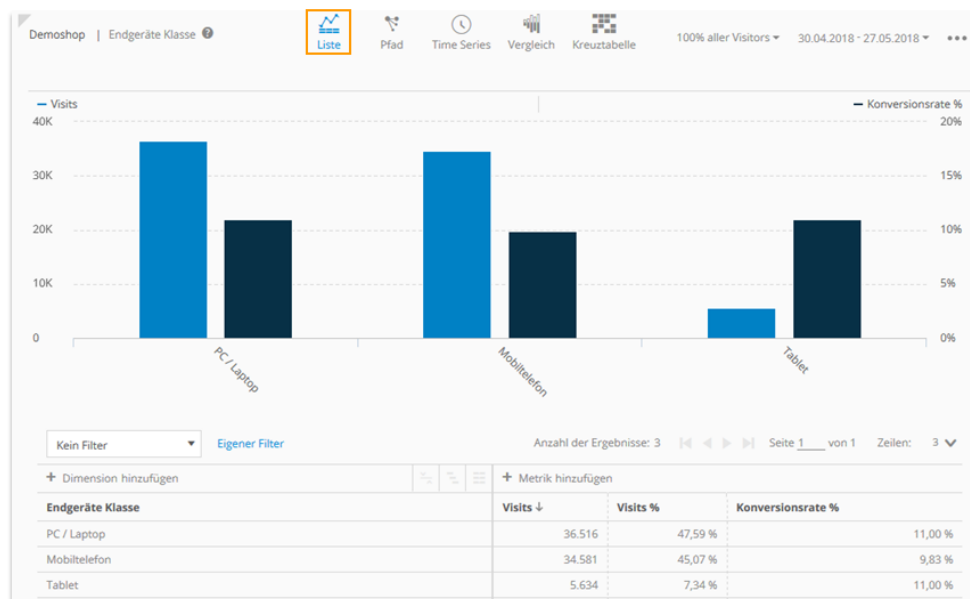 Demoshop | Endgeräte Klasse ?
Liste Pfad Time Series Vergleich Kreuztabelle
100% aller Visitors 30.04.2018 - 27.05.2018
Visits Konversionsrate %
40K 20%
30K 15%
20K 10%
10K 5%
0 0%
PC / Laptop Mobiltelefon Tablet
Kein Filter Eigener Filter Anzahl der Ergebnisse: 3 Seite 1 von 1 Zeilen: 3
+ Dimension hinzufügen + Metrik hinzufügen
Endgeräte Klasse Visits ↓ Visits % Konversionsrate %
PC / Laptop 36.516 47,59 % 11,00 %
Mobiltelefon 34.581 45,07 % 9,83 %
Tablet 5.634 7,34 % 11,00 %